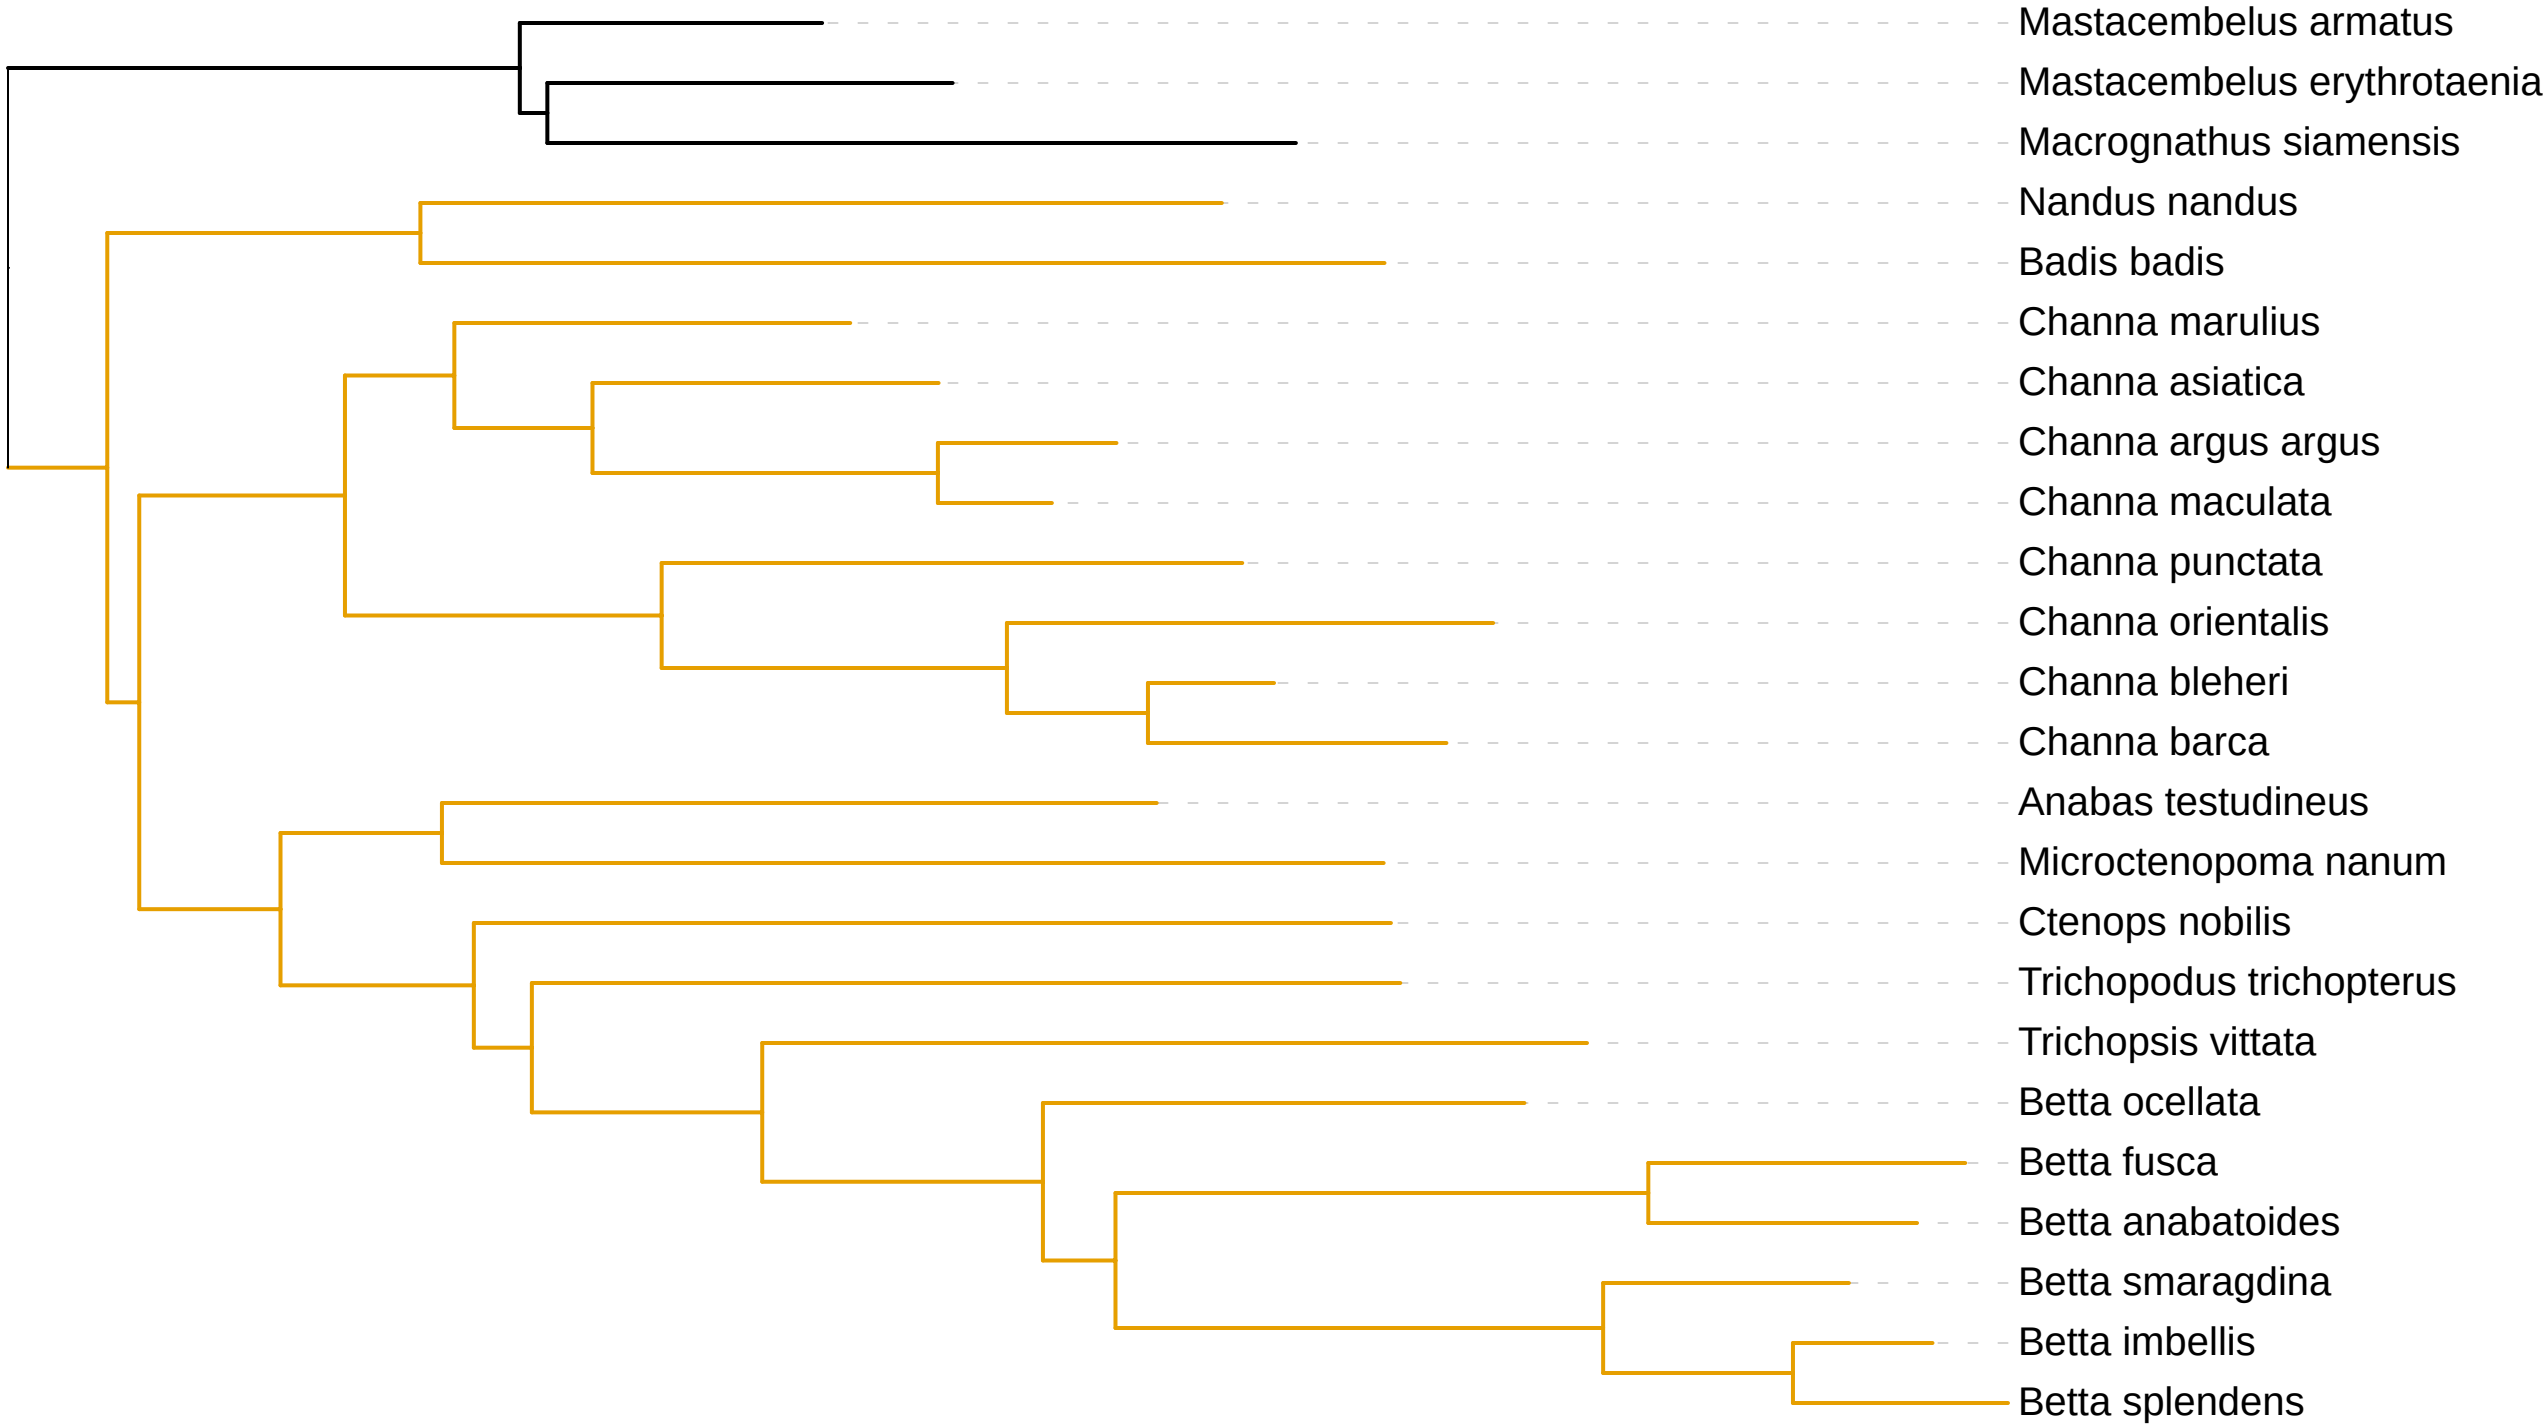 Mastacembelus armatus
Mastacembelus erythrotaenia
Macrognathus siamensis
Nandus nandus
Badis badis
Channa marulius
Channa asiatica
Channa argus argus
Channa maculata
Channa punctata
Channa orientalis
Channa bleheri
Channa barca
Anabas testudineus
Microctenopoma nanum
Ctenops nobilis
Trichopodus trichopterus
Trichopsis vittata
Betta ocellata
Betta fusca
Betta anabatoides
Betta smaragdina
Betta imbellis
Betta splendens